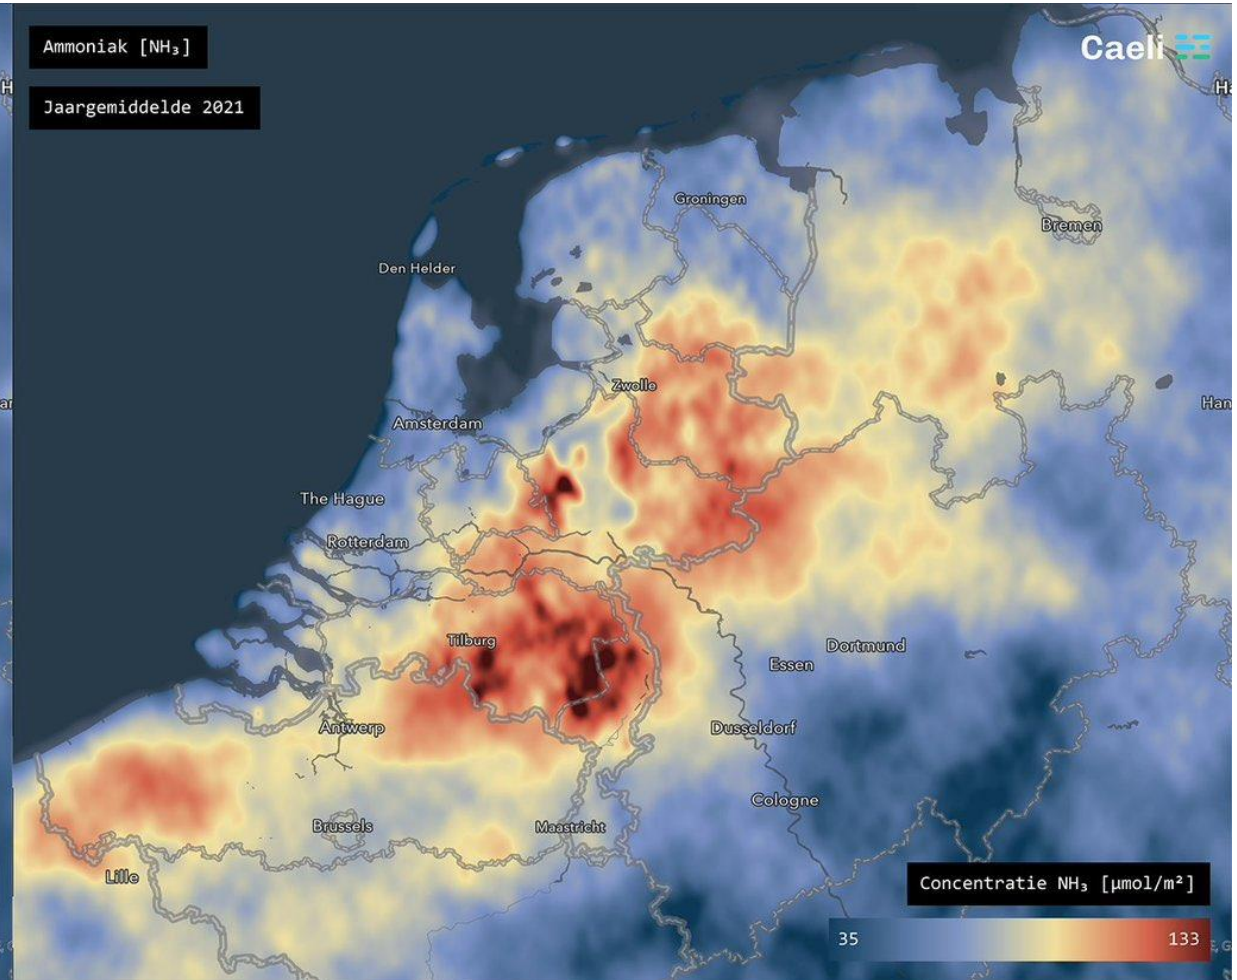 Ammoniak [NH₃]
Caeli
Jaargemiddelde 2021
Groningen
Bremen
Den Helder
Zwolle
Amsterdam
Han
The Hague
Rotterdam
Tilburg
Dortmund
Essen
Antwerp
Dusseldorf
Cologne
Brussels
Maastricht
Lille
Concentratie NH₃ [µmol/m²]
35
133